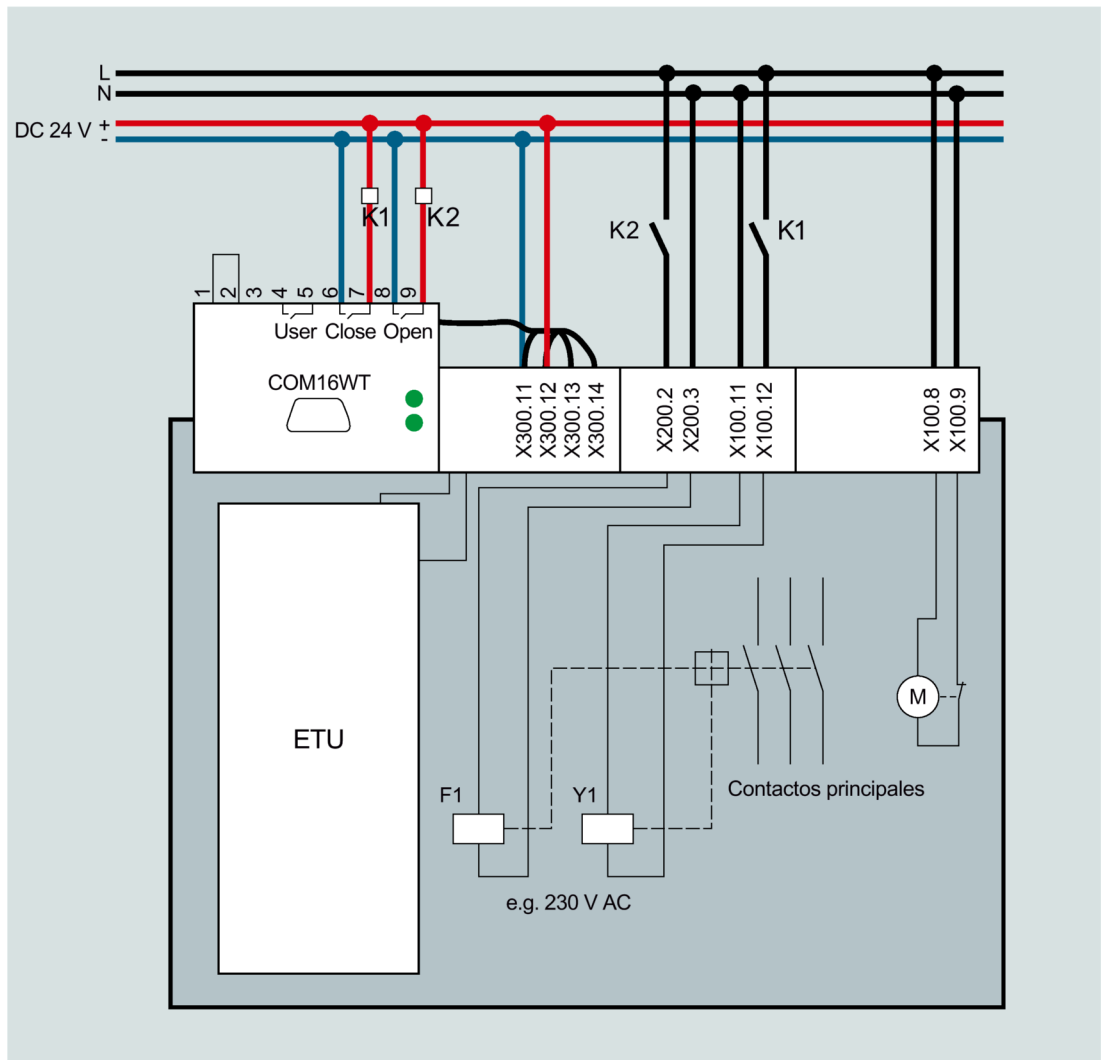 L
N
DC 24 V +
-
K1 K2 K2 K1
1 2 3 4 5 6 7 8 9
User Close Open
COM16WT
X300.11 X300.12 X300.13 X300.14 X200.2 X200.3 X100.11 X100.12 X100.8 X100.9
M
ETU
Contactos principales
F1 Y1
e.g. 230 V AC